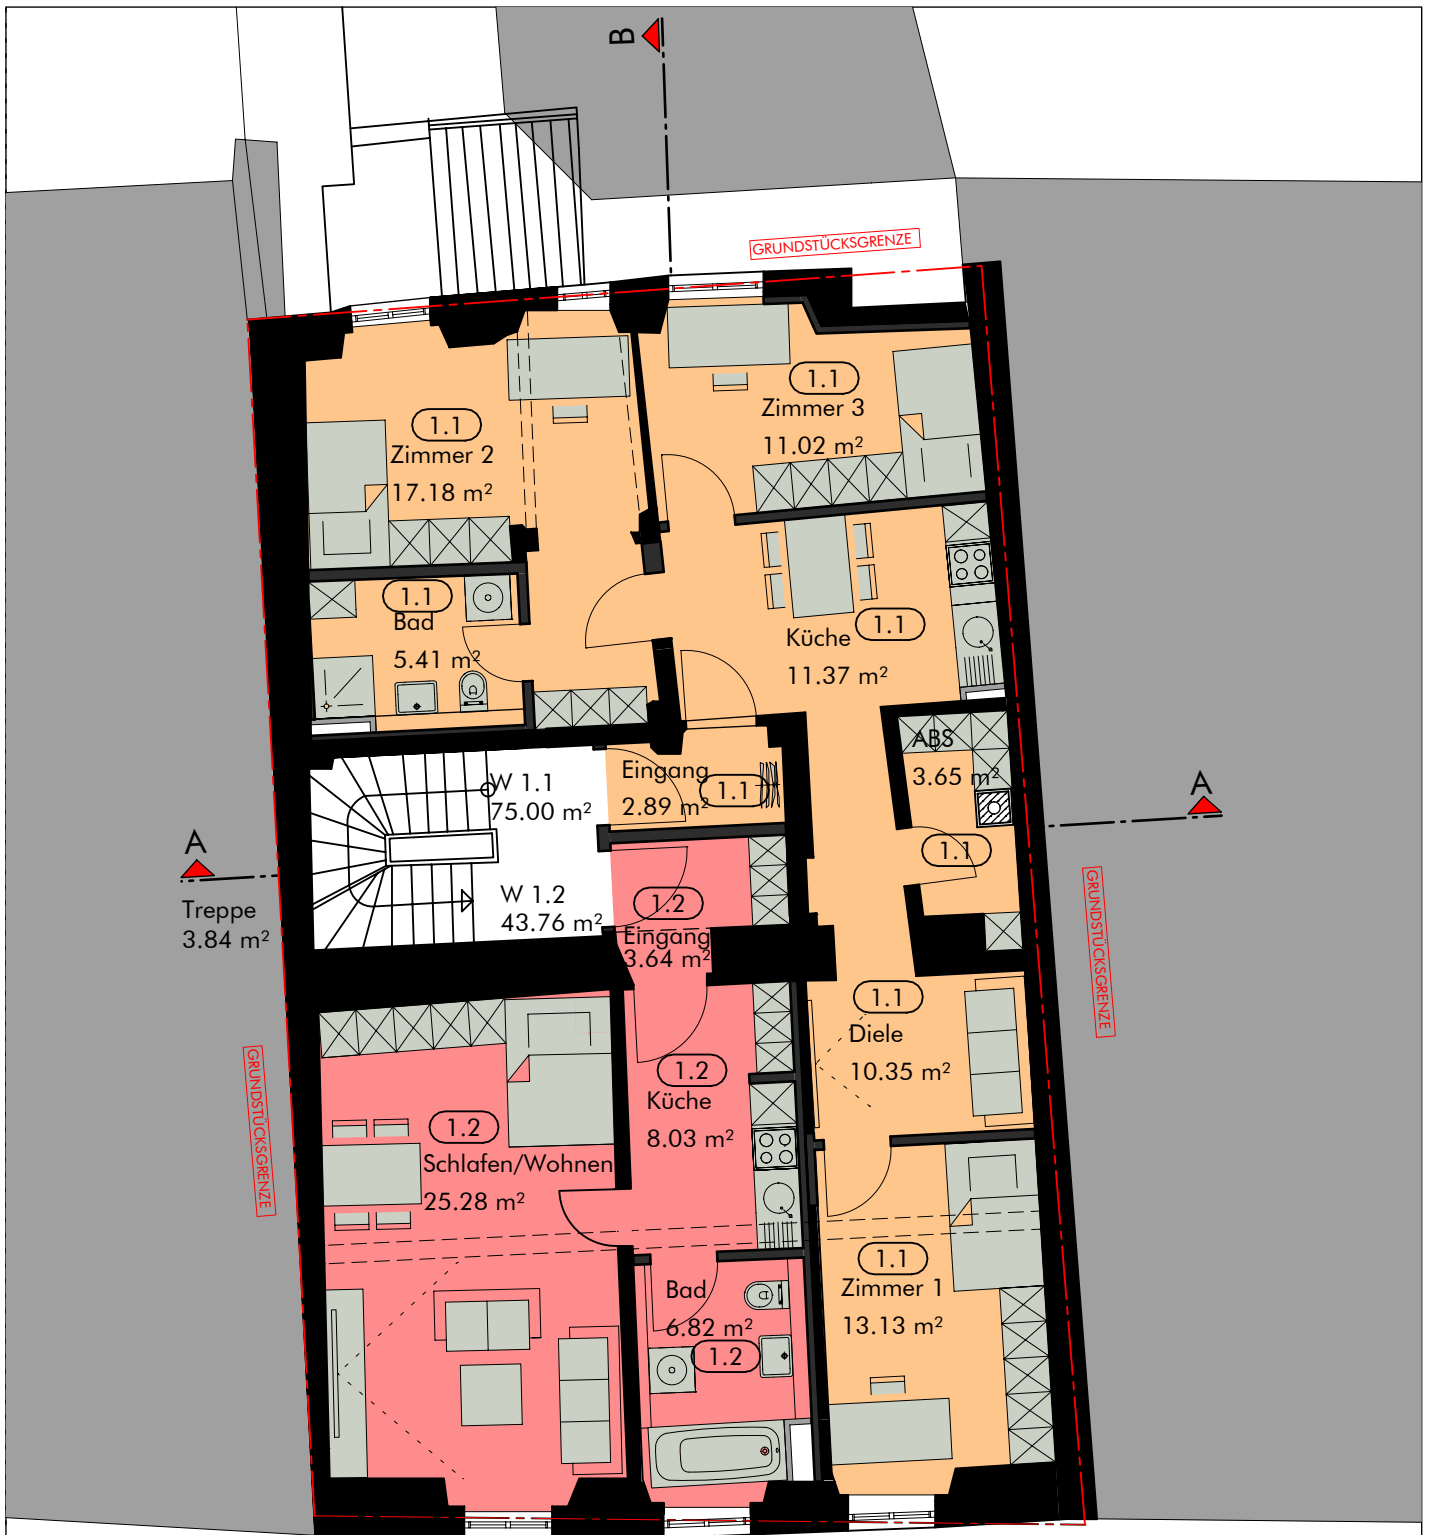 B
GRUNDSTÜCKSGRENZE
1.1
Zimmer 3
11.02 m²
1.1
Zimmer 2
17.18 m²
1.1
Bad
5.41 m²
1.1
Küche
11.37 m²
ABS
3.65 m²
1.1
Eingang
2.89 m²
1.1
W 1.1
75.00 m²
A
A
Treppe
3.84 m²
W 1.2
43.76 m²
1.2
Eingang
3.64 m²
GRUNDSTÜCKSGRENZE
1.1
Diele
10.35 m²
1.2
Küche
8.03 m²
GRUNDSTÜCKSGRENZE
1.2
Schlafen/Wohnen
25.28 m²
1.1
Zimmer 1
13.13 m²
Bad
6.82 m²
1.2